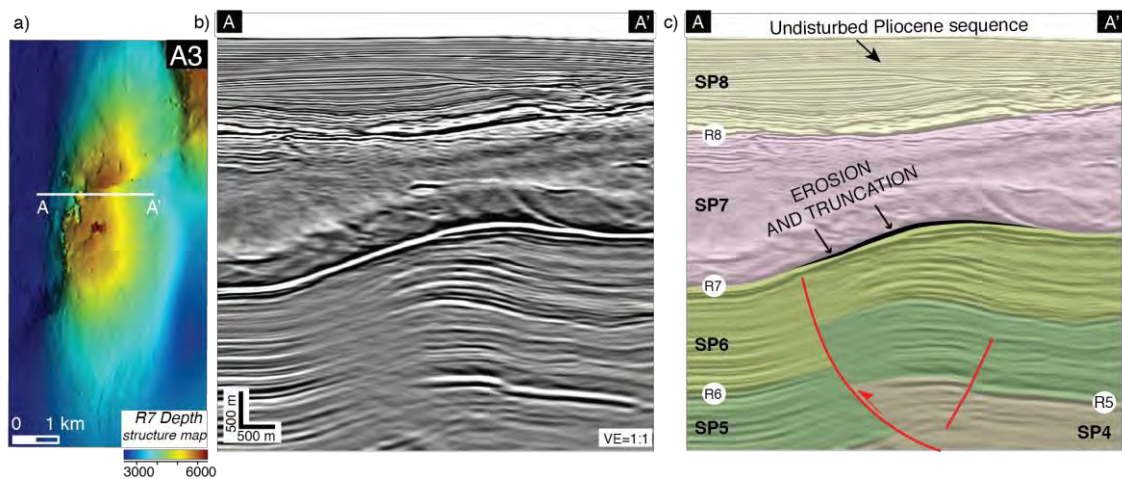 a)
A3
A
A'
0 1 km
R7 Depth
structure map
3000 6000
b)
A
A'
500 m
500 m
VE=1:1
c)
A
A'
Undisturbed Pliocene sequence
SP8
R8
SP7
EROSION
AND TRUNCATION
R7
SP6
R6
SP5
R5
SP4